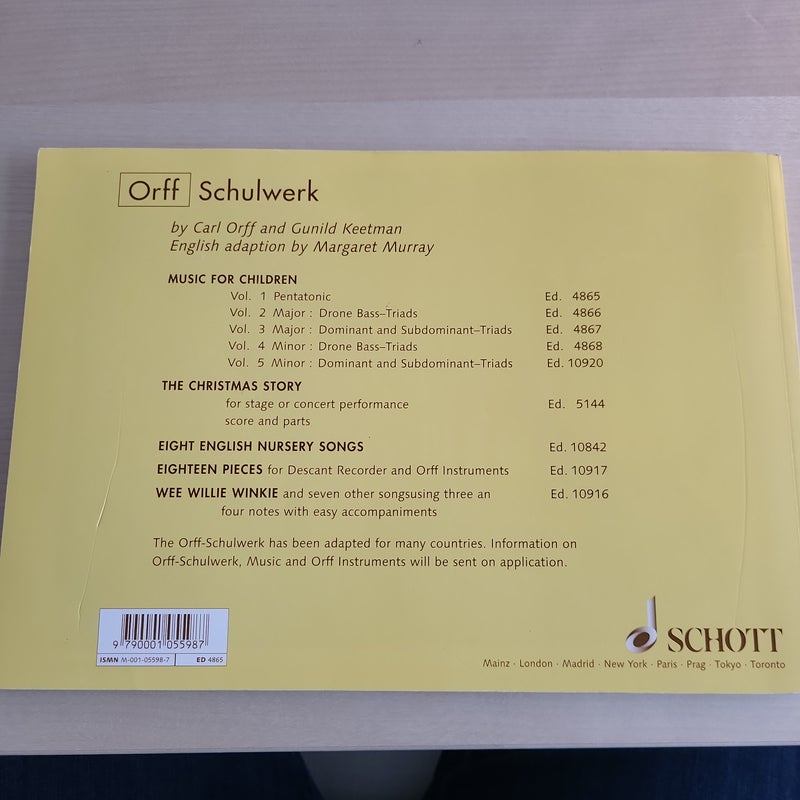 Orff Schulwerk
by Carl Orff and Gunild Keetman
English adaption by Margaret Murray
MUSIC FOR CHILDREN
Vol. 1 Pentatonic Ed. 4865
Vol. 2 Major : Drone Bass–Triads Ed. 4866
Vol. 3 Major : Dominant and Subdominant–Triads Ed. 4867
Vol. 4 Minor : Drone Bass–Triads Ed. 4868
Vol. 5 Minor : Dominant and Subdominant–Triads Ed. 10920
THE CHRISTMAS STORY
for stage or concert performance Ed. 5144
score and parts
EIGHT ENGLISH NURSERY SONGS Ed. 10842
EIGHTEEN PIECES for Descant Recorder and Orff Instruments Ed. 10917
WEE WILLIE WINKIE and seven other songsusing three an Ed. 10916
four notes with easy accompaniments
The Orff-Schulwerk has been adapted for many countries. Information on
Orff-Schulwerk, Music and Orff Instruments will be sent on application.
9 790001 055987
ISMN M-001-05598-7 ED 4865
SCHOTT
Mainz · London · Madrid · New York · Paris · Prag · Tokyo · Toronto